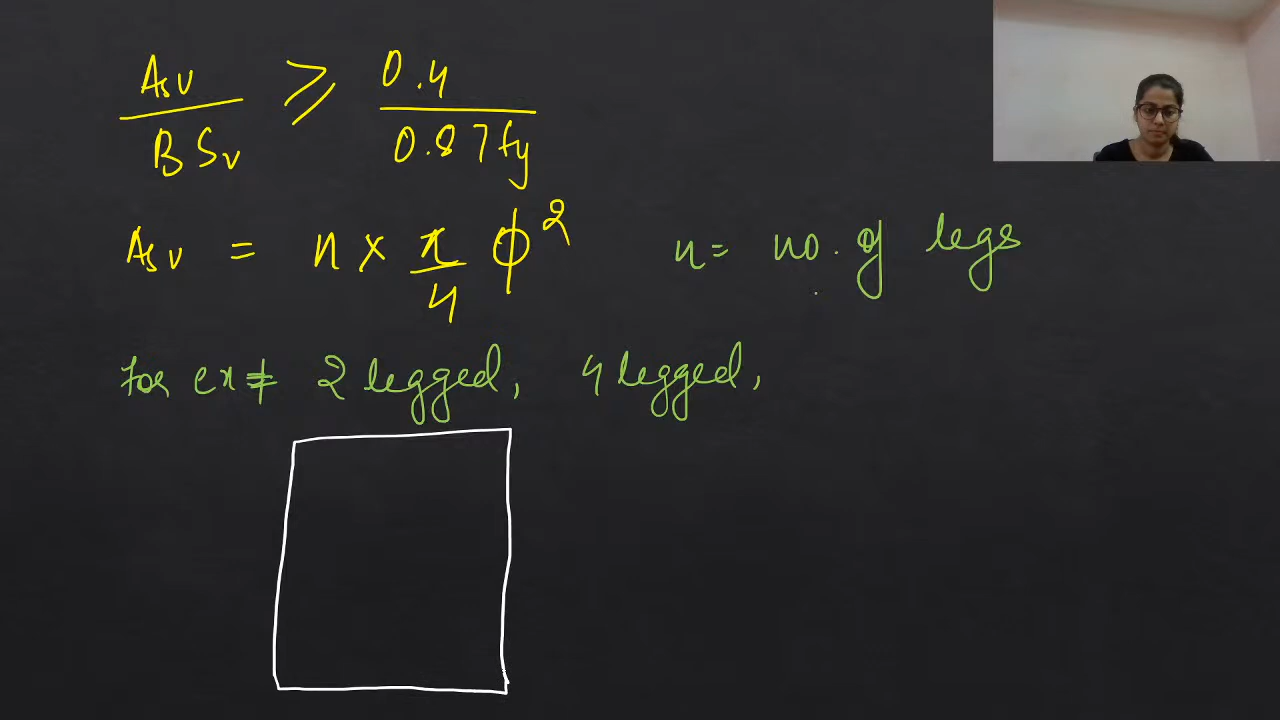 Asv / BSv ≥ 0.4 / 0.87fy
Asv = n × π/4 ϕ² n= no. of legs
for ex= 2 legged, 4 legged,